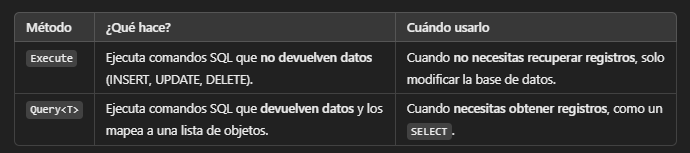 Método ¿Qué hace? Cuándo usarlo
Execute Ejecuta comandos SQL que no devuelven datos Cuando no necesitas recuperar registros, solo
(INSERT, UPDATE, DELETE). modificar la base de datos.
Query<T> Ejecuta comandos SQL que devuelven datos y los Cuando necesitas obtener registros, como un
mapea a una lista de objetos. SELECT.